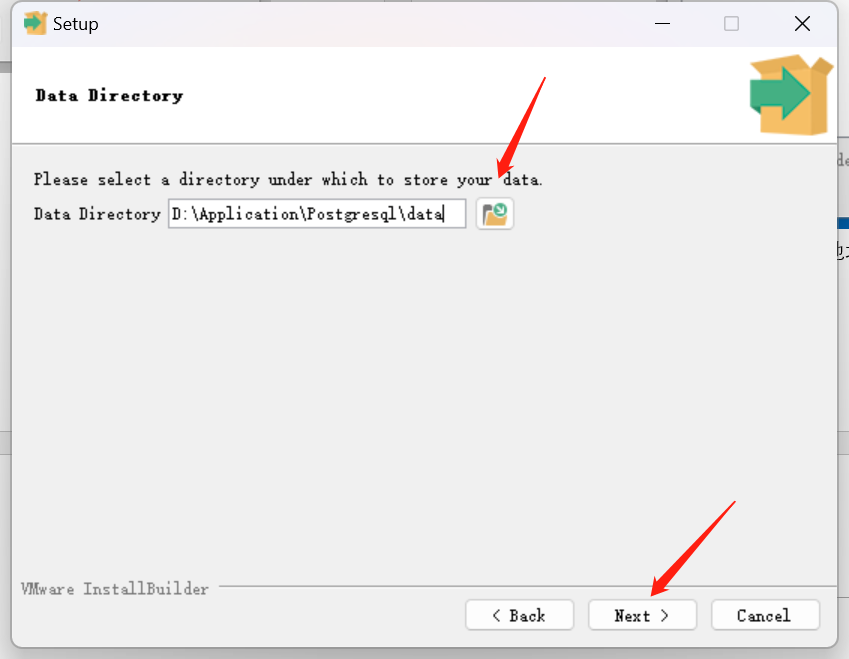 Setup
Data Directory
Please select a directory under which to store your data.
Data Directory D:\Application\Postgresql\data
VMware InstallBuilder
< Back Next > Cancel